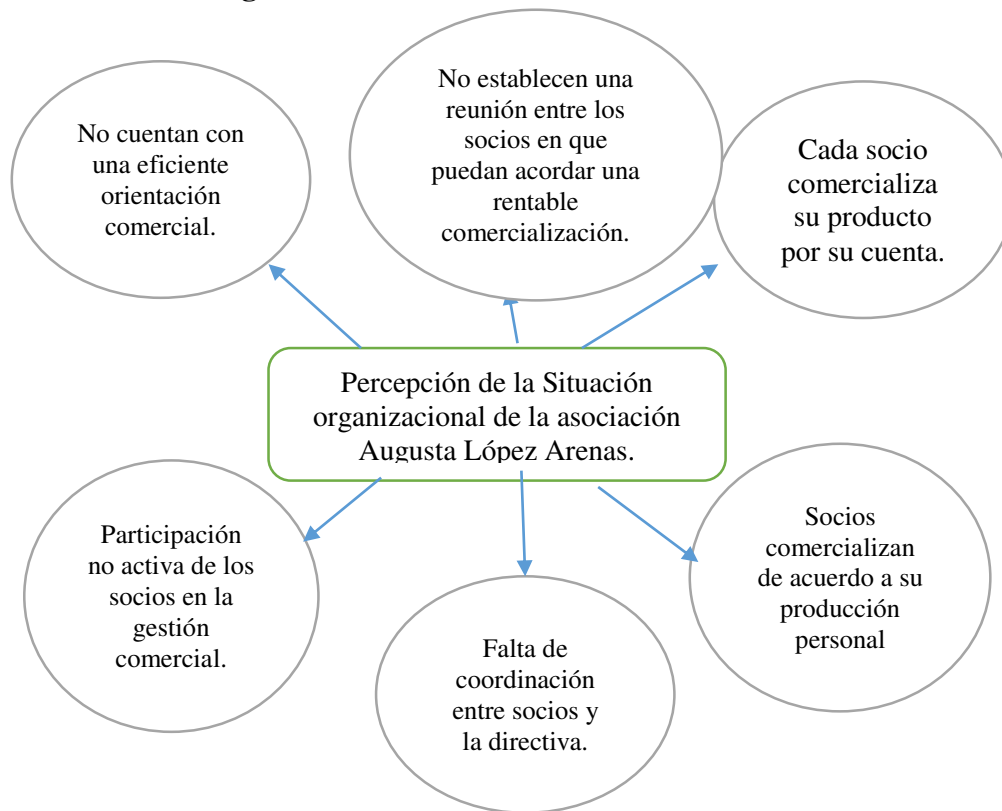 No cuentan con
una eficiente
orientación
comercial.
No establecen una
reunión entre los
socios en que
puedan acordar una
rentable
comercialización.
Cada socio
comercializa
su producto
por su cuenta.
Percepción de la Situación
organizacional de la asociación
Augusta López Arenas.
Participación
no activa de los
socios en la
gestión
comercial.
Falta de
coordinación
entre socios y
la directiva.
Socios
comercializan
de acuerdo a su
producción
personal